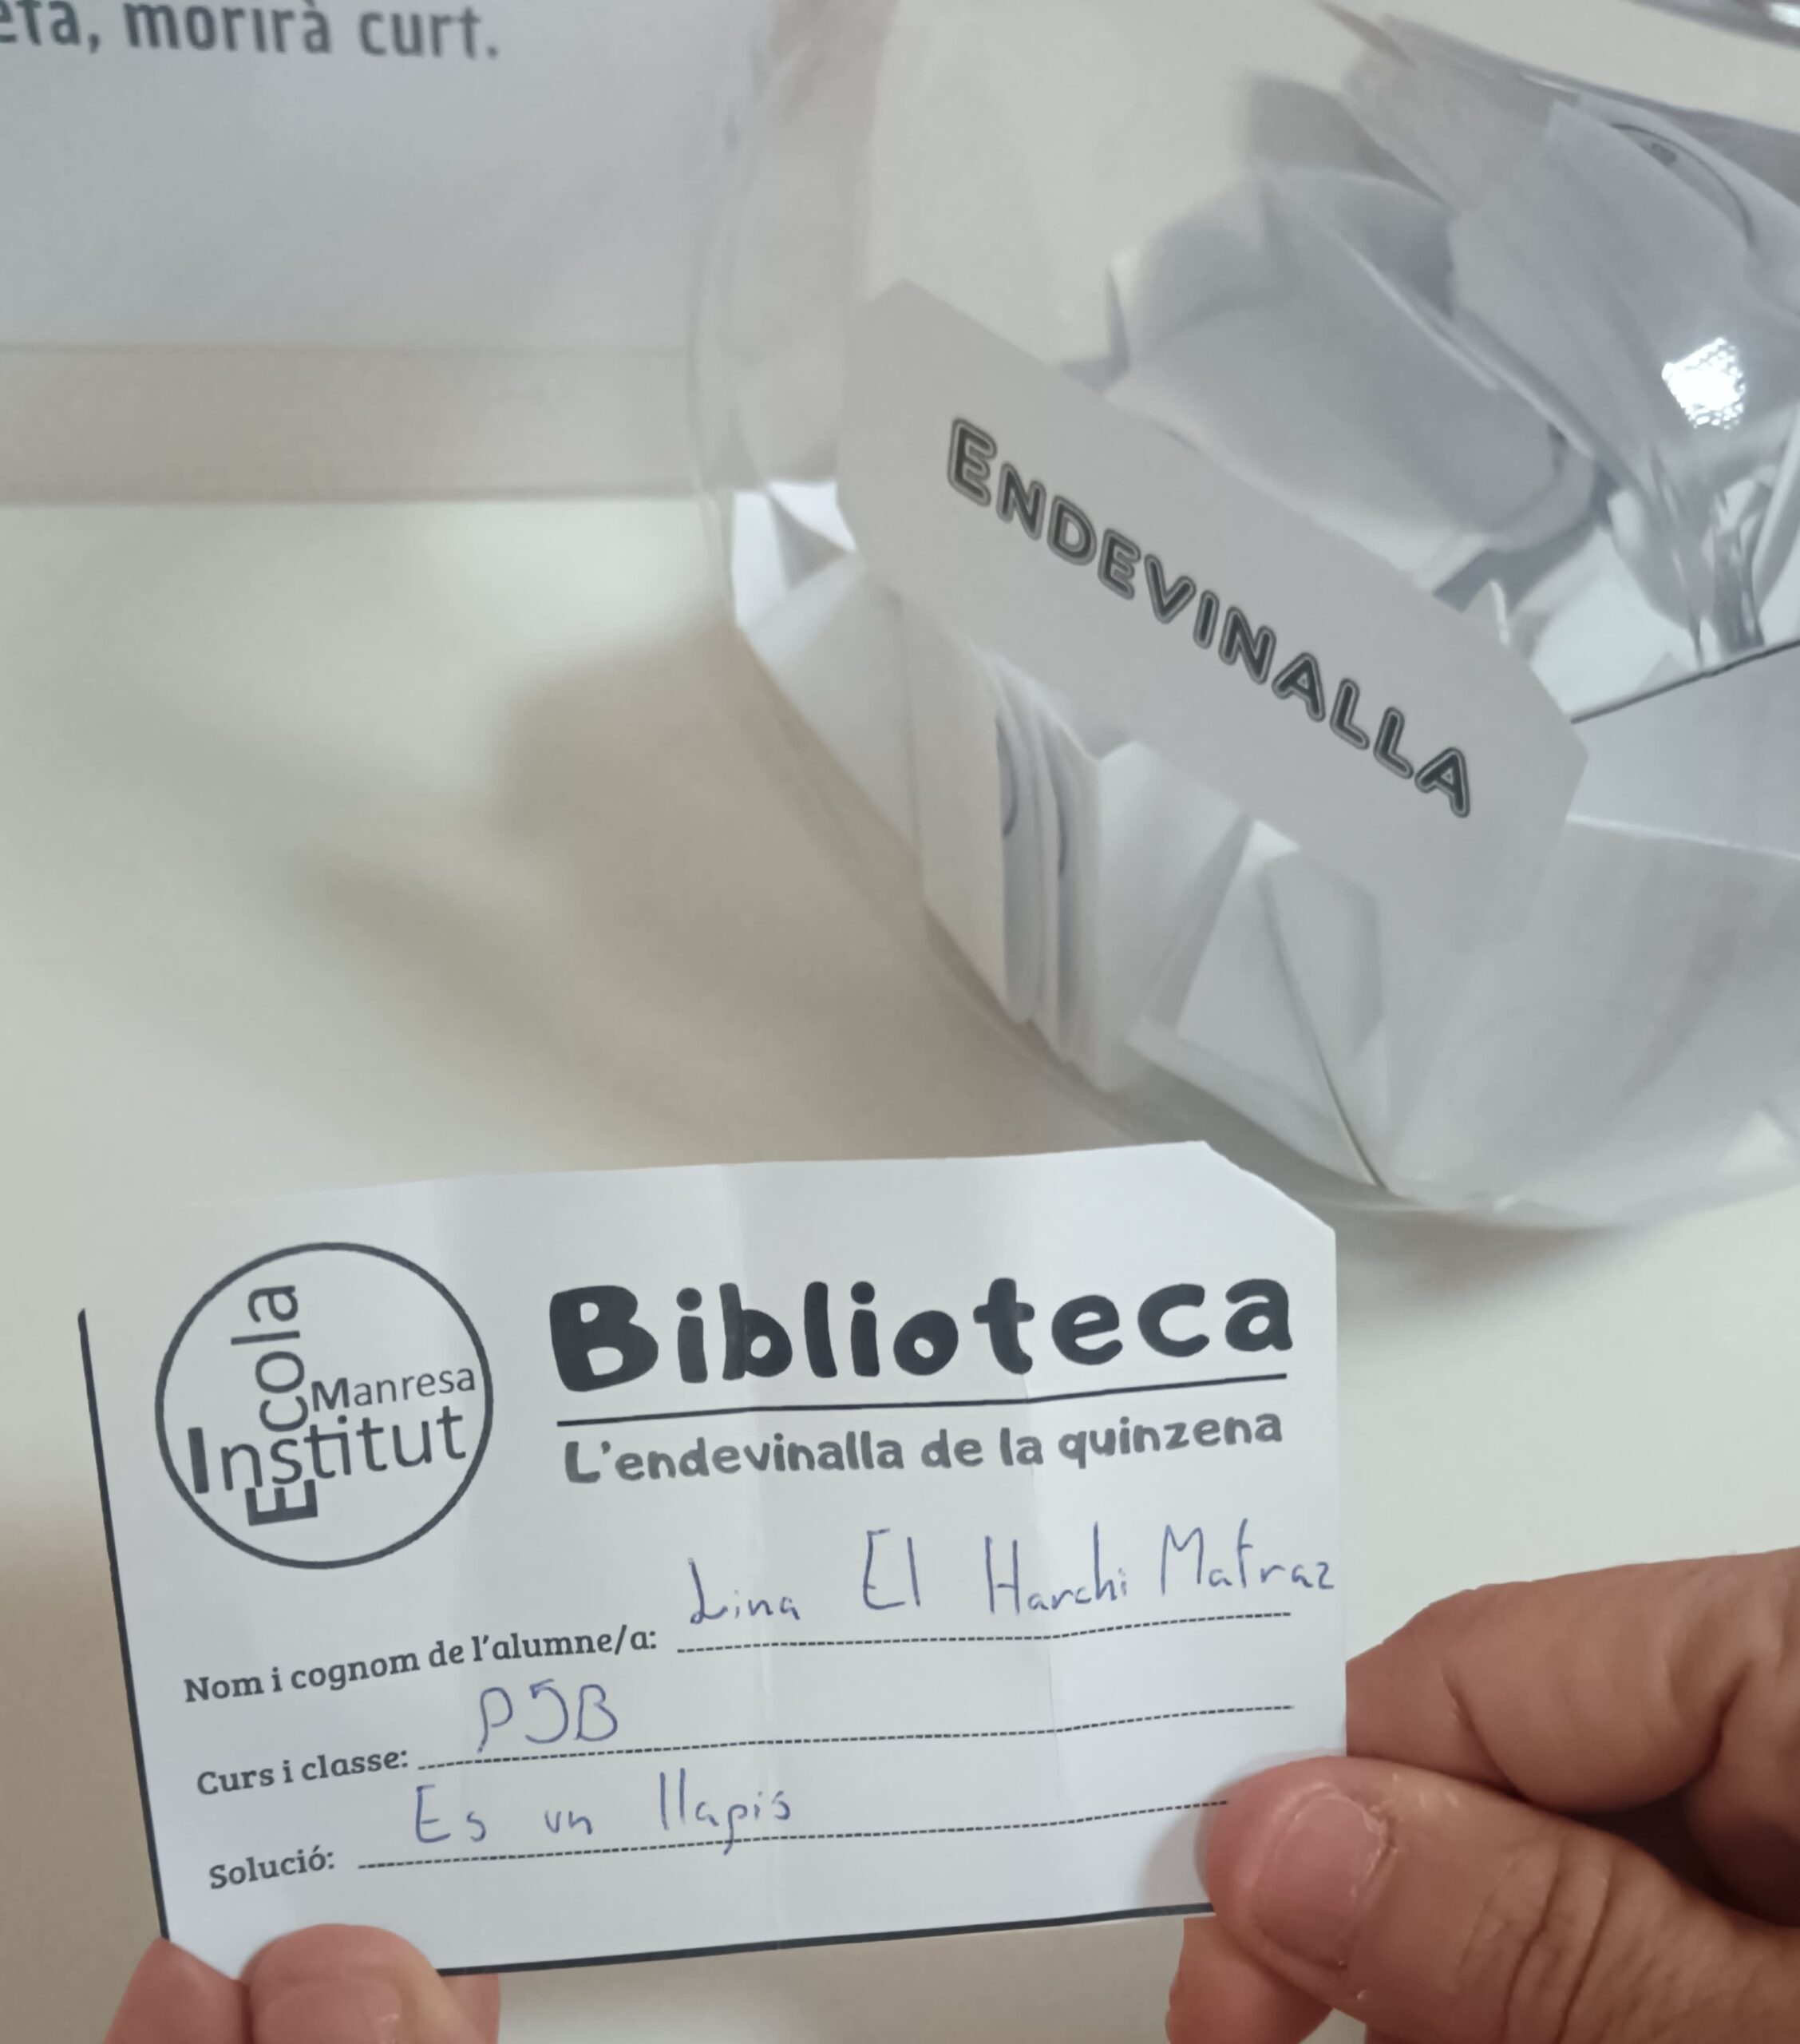 morirà curt.
ENDEVINALLA
Escola
Manresa
Institut
Biblioteca
L'endevinalla de la quinzena
Nom i cognom de l'alumne/a: Lina El Harchi Matraz
Curs i classe: P5B
Solució: Es un llapis